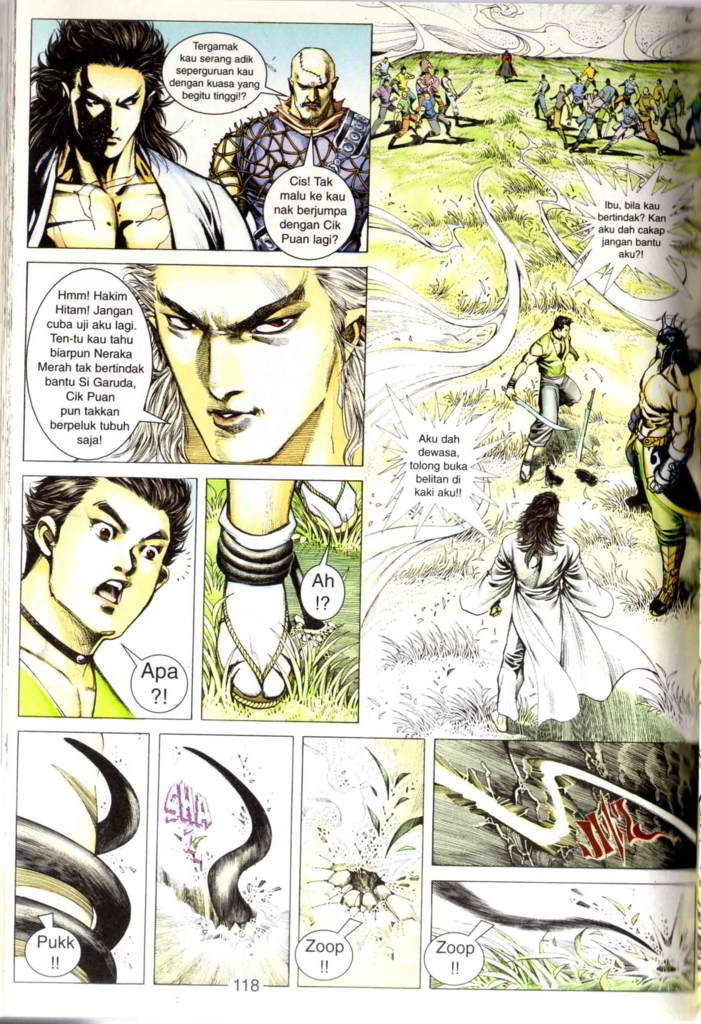 Tergamak
kau serang adik
seperguruan kau
dengan kuasa yang
begitu tinggi!?
Cis! Tak
malu ke kau
nak berjumpa
dengan Cik
Puan lagi?
Hmm! Hakim
Hitam! Jangan
cuba uji aku lagi.
Ten-tu kau tahu
biarpun Neraka
Merah tak bertindak
bantu Si Garuda,
Cik Puan
pun takkan
berpeluk tubuh
saja!
Ibu, bila kau
bertindak? Kan
aku dah cakap
jangan bantu
aku?!
Aku dah
dewasa,
tolong buka
belitan di
kaki aku!!
Apa
?!
Ah
!?
Pukk
!!
SHA
Zoop
!!
Zoop
!!
118